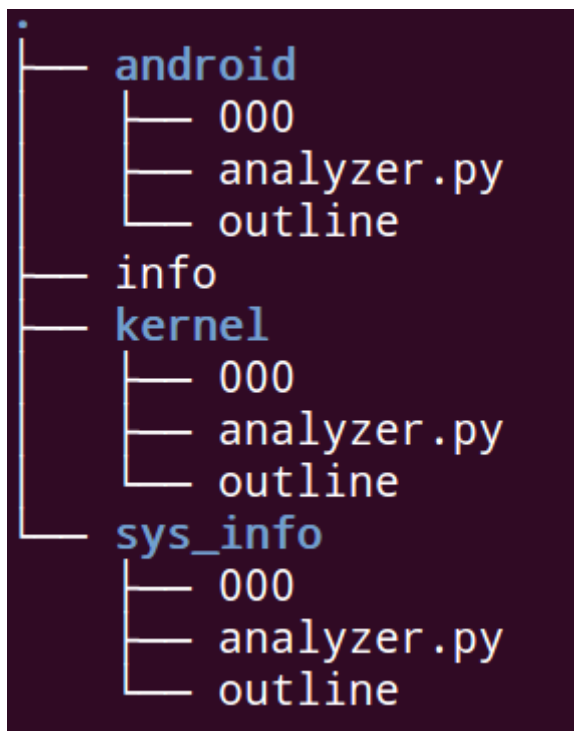 .
├── android
│   ├── 000
│   ├── analyzer.py
│   └── outline
├── info
├── kernel
│   ├── 000
│   ├── analyzer.py
│   └── outline
└── sys_info
    ├── 000
    ├── analyzer.py
    └── outline